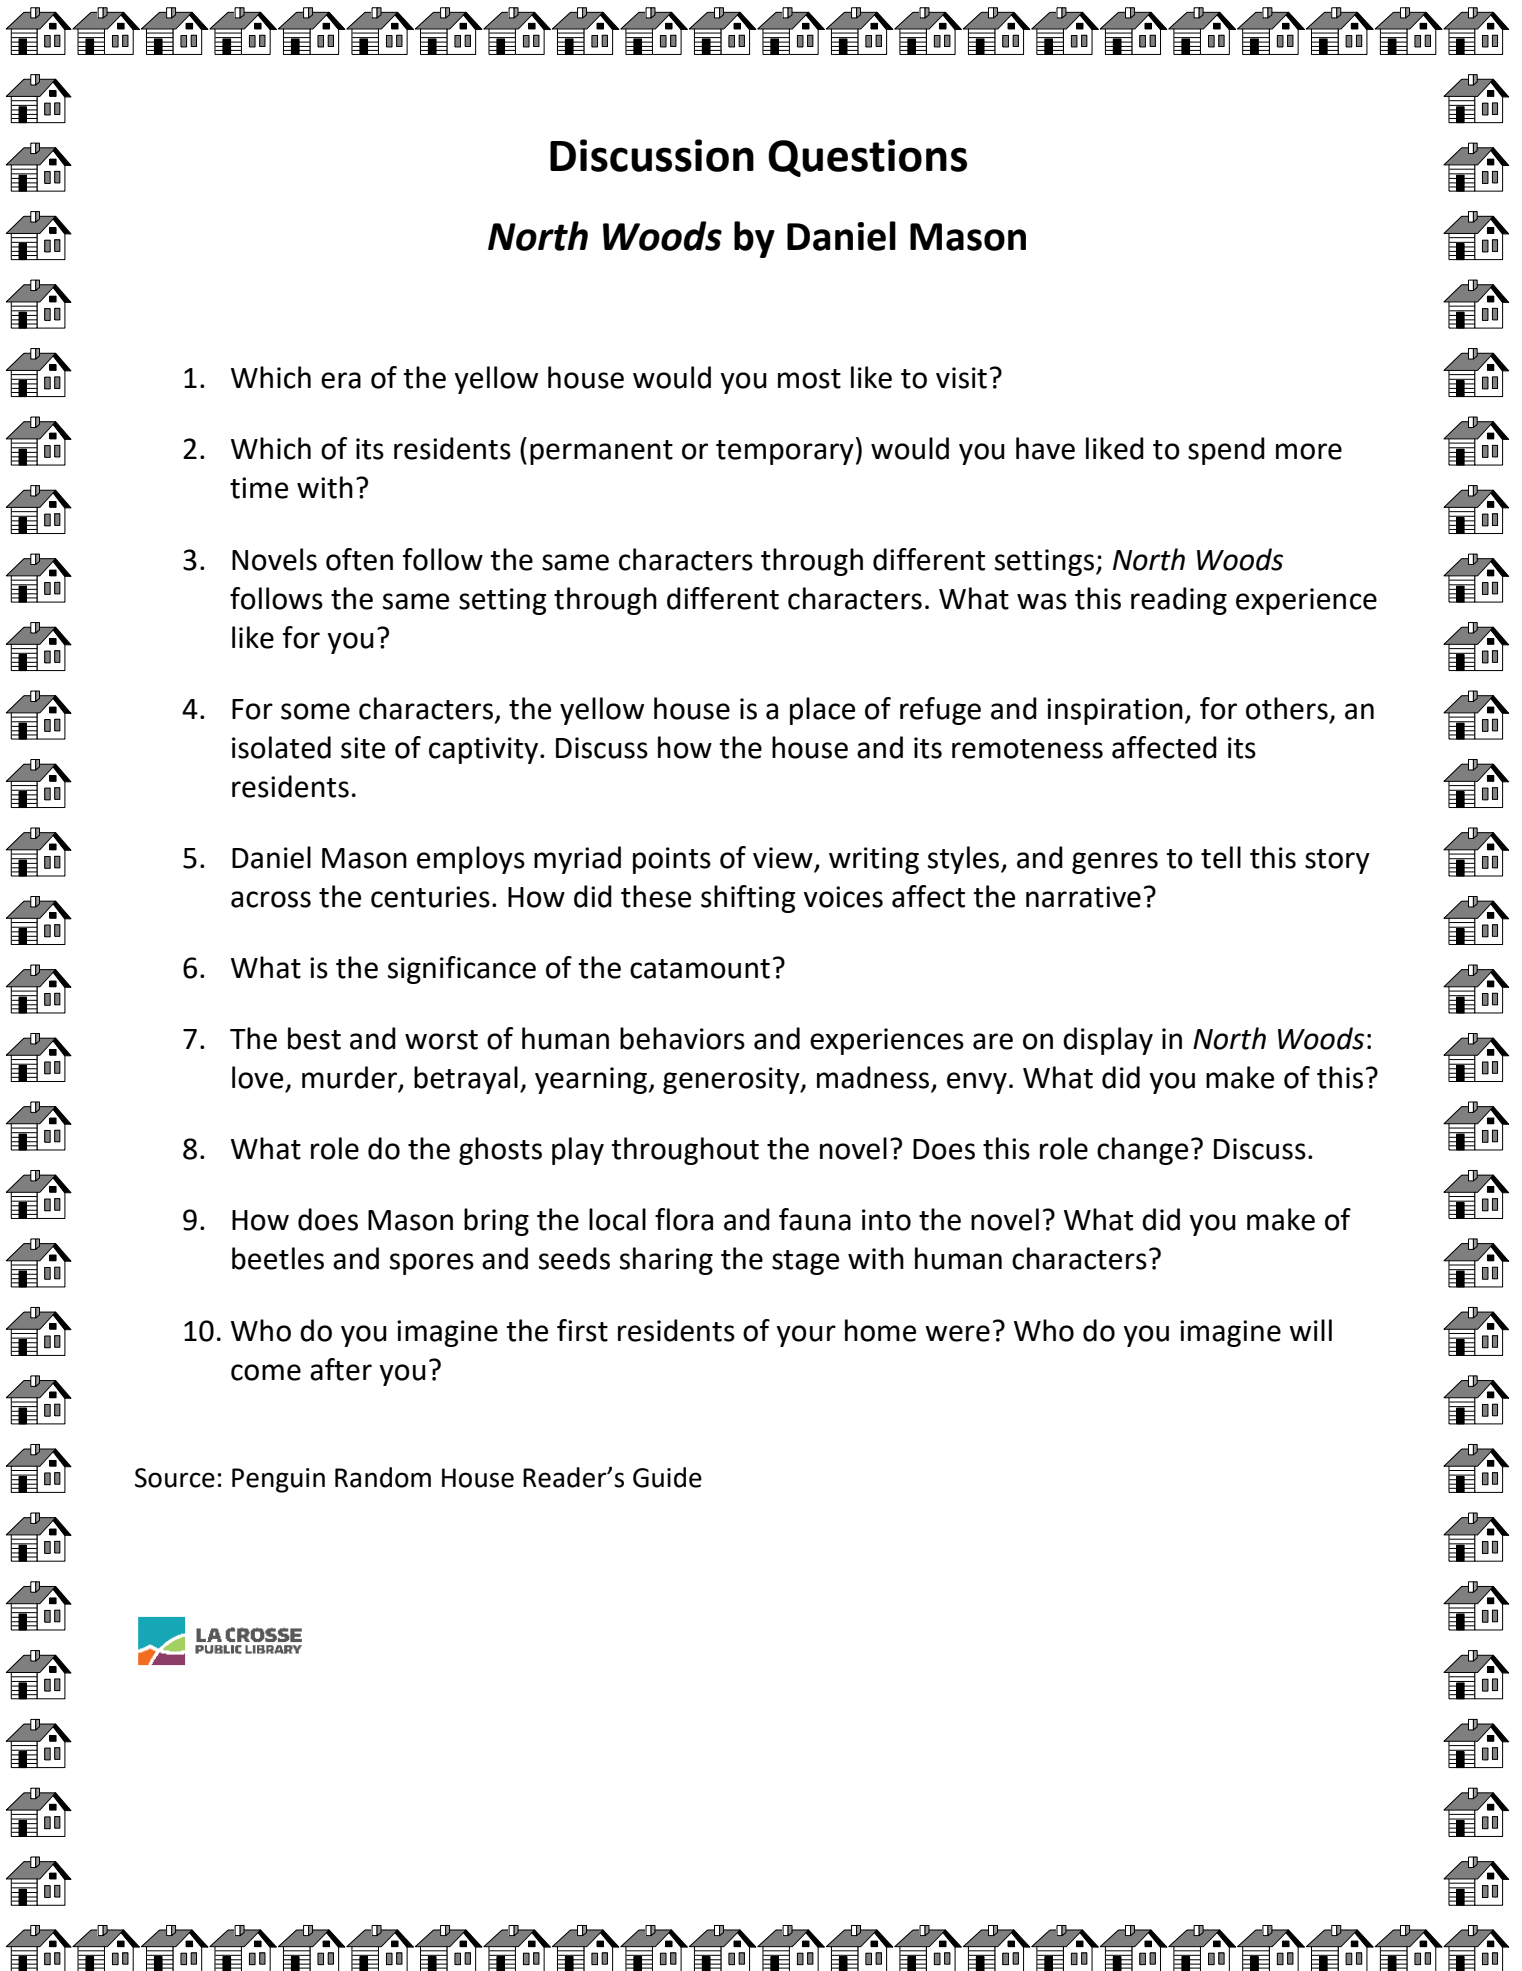 Discussion Questions
North Woods by Daniel Mason
1. Which era of the yellow house would you most like to visit?
2. Which of its residents (permanent or temporary) would you have liked to spend more
time with?
3. Novels often follow the same characters through different settings; North Woods
follows the same setting through different characters. What was this reading experience
like for you?
4. For some characters, the yellow house is a place of refuge and inspiration, for others, an
isolated site of captivity. Discuss how the house and its remoteness affected its
residents.
5. Daniel Mason employs myriad points of view, writing styles, and genres to tell this story
across the centuries. How did these shifting voices affect the narrative?
6. What is the significance of the catamount?
7. The best and worst of human behaviors and experiences are on display in North Woods:
love, murder, betrayal, yearning, generosity, madness, envy. What did you make of this?
8. What role do the ghosts play throughout the novel? Does this role change? Discuss.
9. How does Mason bring the local flora and fauna into the novel? What did you make of
beetles and spores and seeds sharing the stage with human characters?
10. Who do you imagine the first residents of your home were? Who do you imagine will
come after you?
Source: Penguin Random House Reader’s Guide
LA CROSSE
PUBLIC LIBRARY